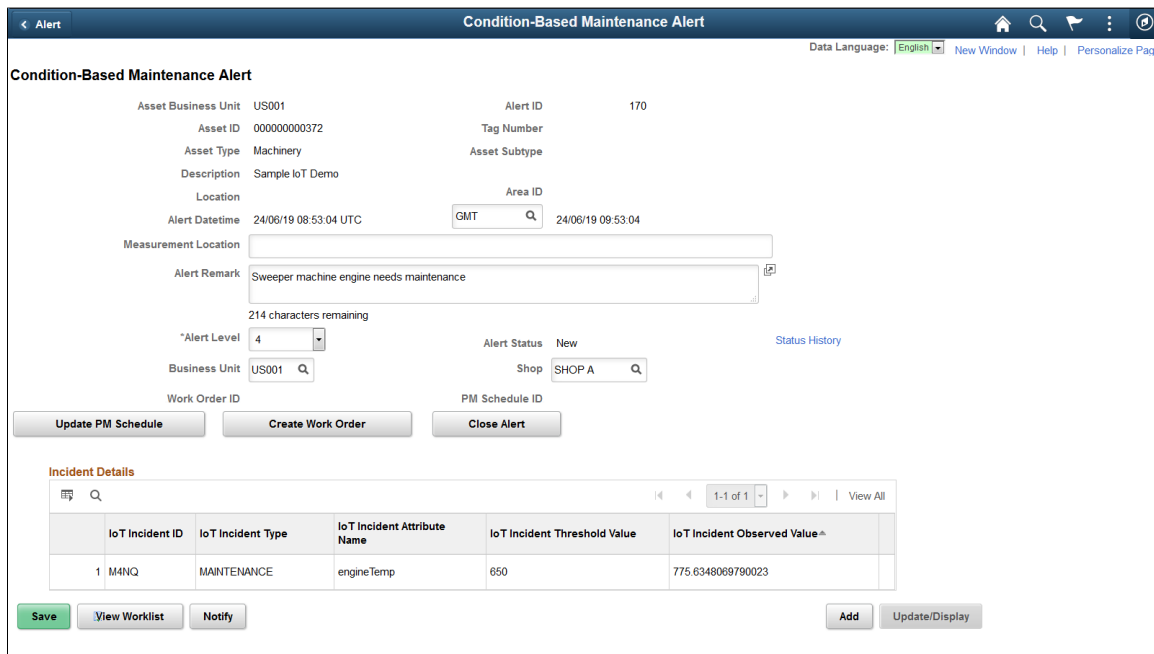 Alert
Condition-Based Maintenance Alert
Data Language: English New Window | Help | Personalize Pag
Condition-Based Maintenance Alert
Asset Business Unit US001 Alert ID 170
Asset ID 000000000372 Tag Number
Asset Type Machinery Asset Subtype
Description Sample IoT Demo
Location Area ID
Alert Datetime 24/06/19 08:53:04 UTC GMT 24/06/19 09:53:04
Measurement Location
Alert Remark Sweeper machine engine needs maintenance
214 characters remaining
*Alert Level 4 Alert Status New Status History
Business Unit US001 Shop SHOP A
Work Order ID PM Schedule ID
Update PM Schedule Create Work Order Close Alert
Incident Details
1-1 of 1 | View All
IoT Incident ID IoT Incident Type IoT Incident Attribute Name IoT Incident Threshold Value IoT Incident Observed Value
1 M4NQ MAINTENANCE engineTemp 650 775.6348069790023
Save View Worklist Notify Add Update/Display